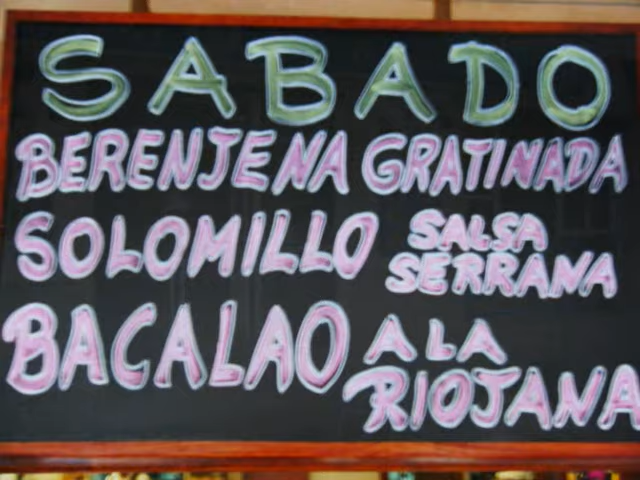 SABADO
BERENJENA GRATINADA
SOLOMILLO SALSA SERRANA
BACALAO A LA RIOJANA